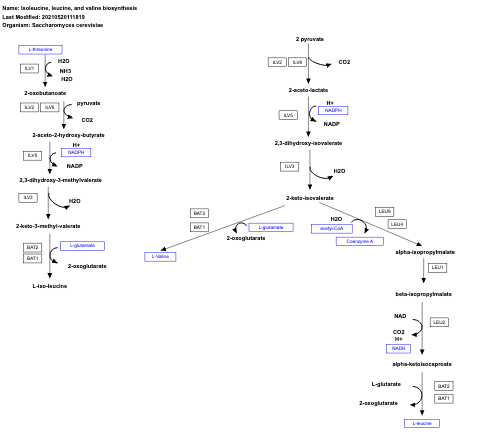 Name: Isoleucine, leucine, and valine biosynthesis
Last Modified: 20210520111819
Organism: Saccharomyces cerevisiae
L-threonine
ILV1
H2O
NH3
H2O
2-oxobutanoate
ILV2
ILV6
pyruvate
CO2
2-aceto-2-hydroxy-butyrate
ILV5
H+
NADPH
NADP
2,3-dihydroxy-3-methylvalerate
ILV3
H2O
2-keto-3-methyl-valerate
BAT2
BAT1
L-glutamate
2-oxoglutarate
L-iso-leucine
2 pyruvate
ILV2
ILV6
CO2
2-aceto-lactate
ILV5
H+
NADPH
NADP
2,3-dihydroxy-isovalerate
ILV3
H2O
2-keto-isovalerate
BAT2
BAT1
L-glutamate
2-oxoglutarate
L-Valine
H2O
acetyl-CoA
Coenzyme A
LEU9
LEU4
alpha-isopropylmalate
LEU1
beta-isopropylmalate
NAD
LEU2
CO2
H+
NADH
alpha-ketoisocaproate
L-glutarate
BAT2
BAT1
2-oxoglutarate
L-leucine